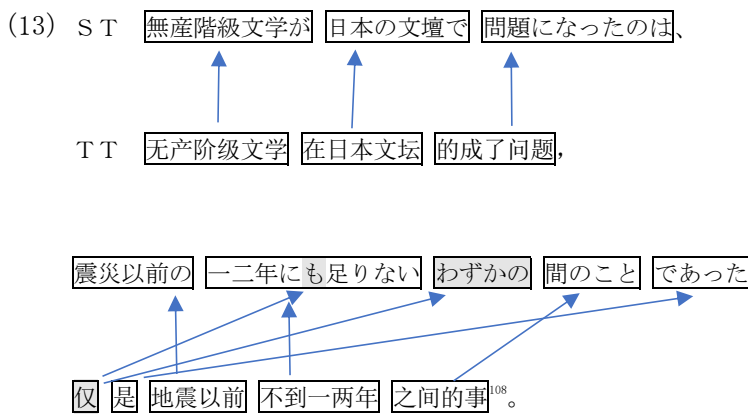 (13) ST 無産階級文学が 日本の文壇で 問題になったのは、
TT 无产阶级文学 在日本文坛 的成了问题，
震災以前の 一二年にも足りない わずかの 間のこと であった
仅 是 地震以前 不到一两年 之间的事108。